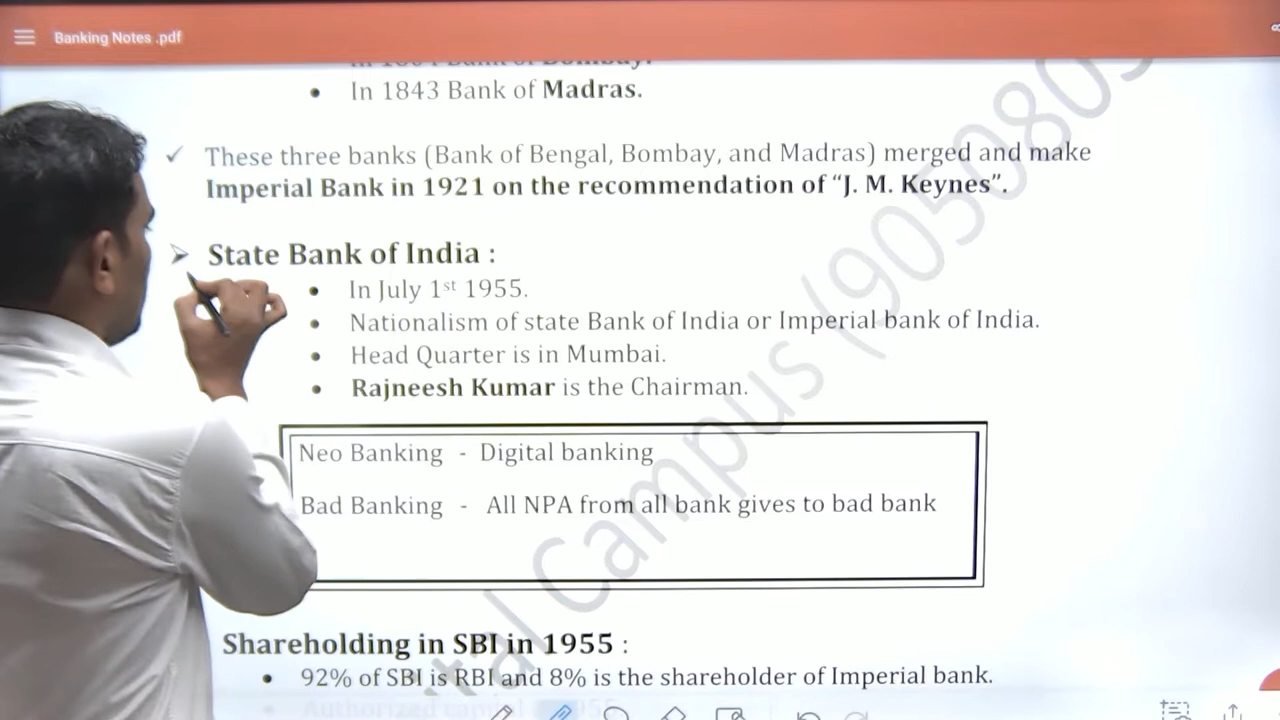 Banking Notes .pdf
• In 1843 Bank of Madras.
✓ These three banks (Bank of Bengal, Bombay, and Madras) merged and make
Imperial Bank in 1921 on the recommendation of “J. M. Keynes”.
➢ State Bank of India :
• In July 1st 1955.
• Nationalism of state Bank of India or Imperial bank of India.
• Head Quarter is in Mumbai.
• Rajneesh Kumar is the Chairman.
Neo Banking - Digital banking
Bad Banking - All NPA from all bank gives to bad bank
Shareholding in SBI in 1955 :
• 92% of SBI is RBI and 8% is the shareholder of Imperial bank.
Campus (905080